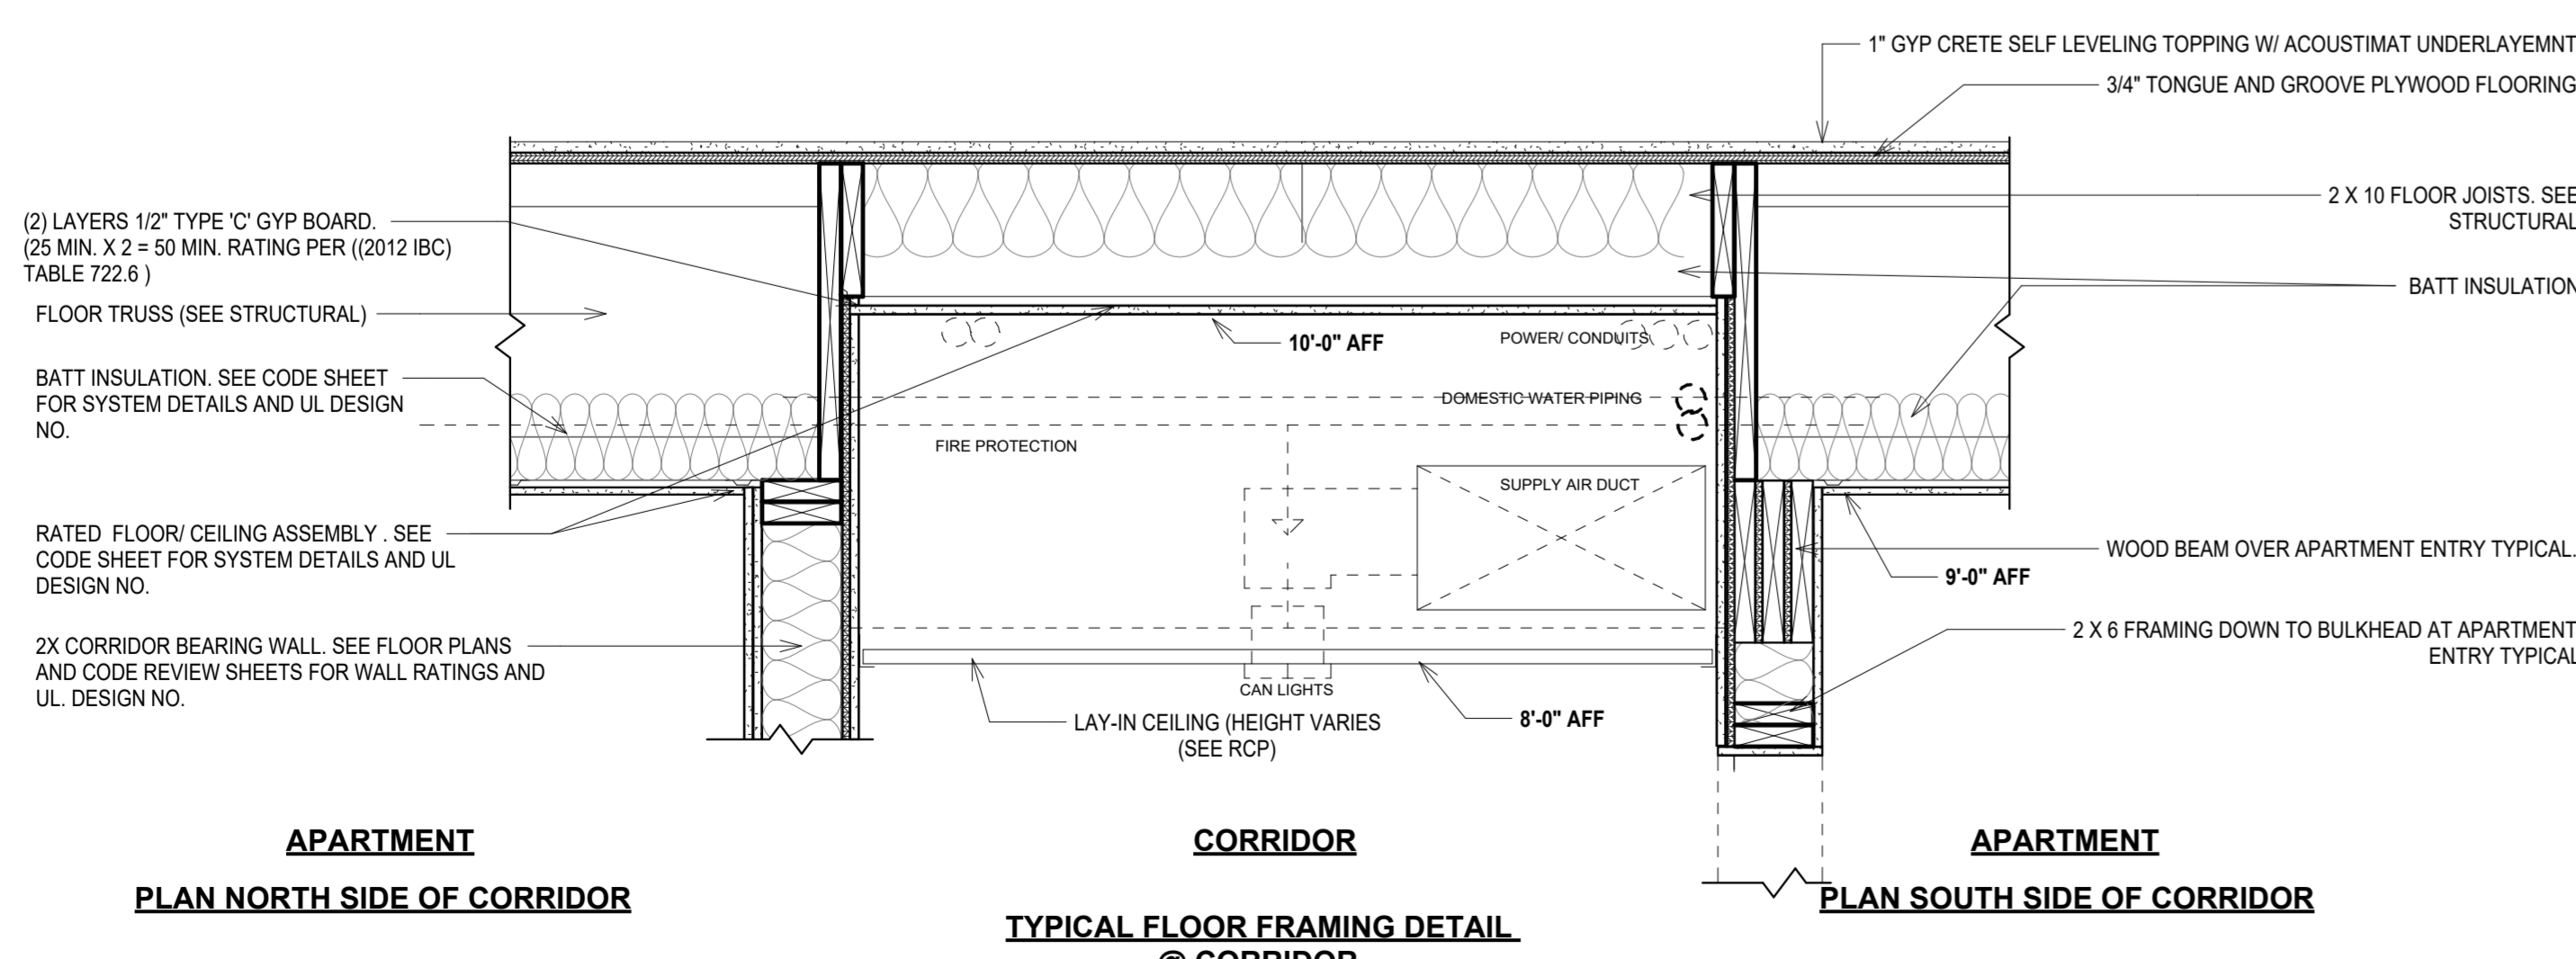 1" GYP CRETE SELF LEVELING TOPPING W/ ACOUSTIMAT UNDERLAYEMNT
3/4" TONGUE AND GROOVE PLYWOOD FLOORING
(2) LAYERS 1/2" TYPE 'C' GYP BOARD.
(25 MIN. X 2 = 50 MIN. RATING PER ((2012 IBC)
TABLE 722.6 )
FLOOR TRUSS (SEE STRUCTURAL)
BATT INSULATION. SEE CODE SHEET
FOR SYSTEM DETAILS AND UL DESIGN
NO.
RATED FLOOR/ CEILING ASSEMBLY . SEE
CODE SHEET FOR SYSTEM DETAILS AND UL
DESIGN NO.
2X CORRIDOR BEARING WALL. SEE FLOOR PLANS
AND CODE REVIEW SHEETS FOR WALL RATINGS AND
UL. DESIGN NO.
10'-0" AFF
POWER/ CONDUITS
DOMESTIC WATER PIPING
FIRE PROTECTION
SUPPLY AIR DUCT
CAN LIGHTS
LAY-IN CEILING (HEIGHT VARIES
(SEE RCP)
8'-0" AFF
2 X 10 FLOOR JOISTS. SEE
STRUCTURAL
BATT INSULATION
WOOD BEAM OVER APARTMENT ENTRY TYPICAL.
9'-0" AFF
2 X 6 FRAMING DOWN TO BULKHEAD AT APARTMENT
ENTRY TYPICAL
APARTMENT
PLAN NORTH SIDE OF CORRIDOR
CORRIDOR
TYPICAL FLOOR FRAMING DETAIL
@ CORRIDOR
APARTMENT
PLAN SOUTH SIDE OF CORRIDOR